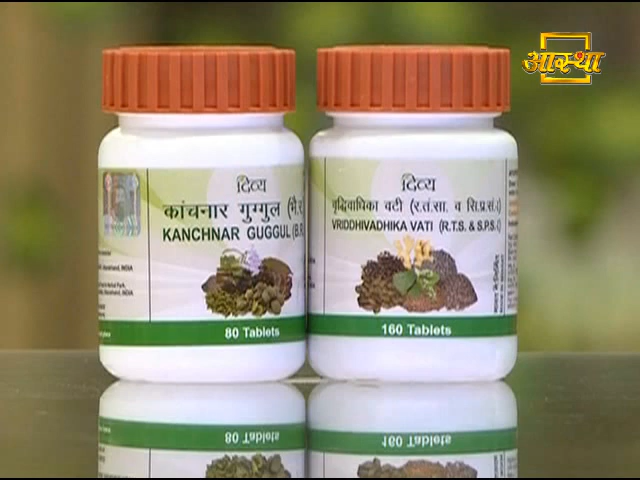 आस्था
दिव्य
कांचनार गुग्गुल
KANCHNAR GUGGUL
80 Tablets
दिव्य
वृद्धिवाधिका वटी (र.तं.सा. व सि.प्र.सं.)
VRIDDHIVADHIKA VATI (R.T.S. & S.P.S.)
160 Tablets